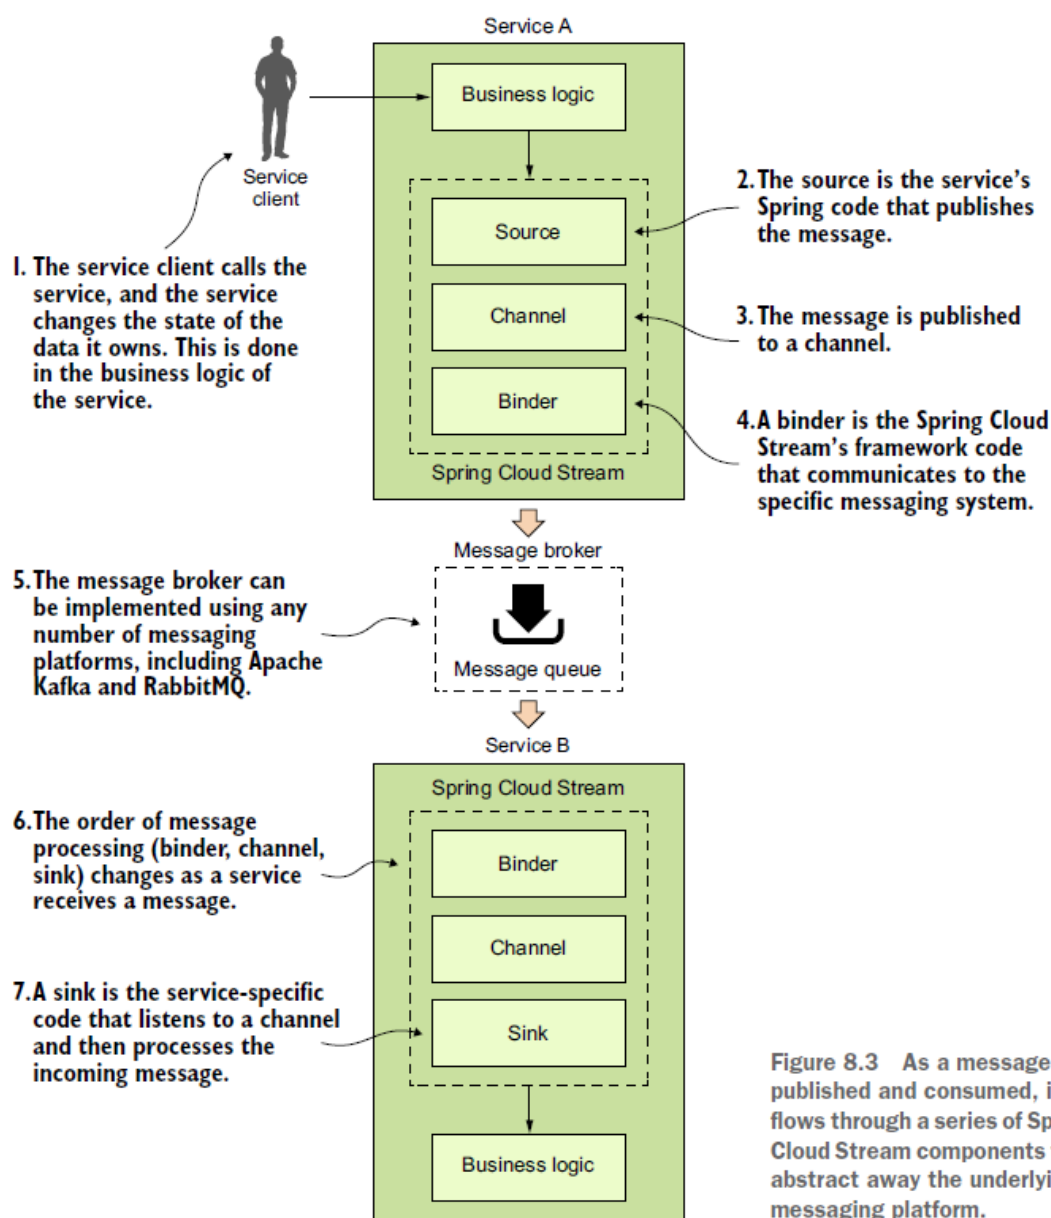 Service A
Business logic
Service
client
2. The source is the service's
Spring code that publishes
the message.
Source
1. The service client calls the
service, and the service
changes the state of the
data it owns. This is done
in the business logic of
the service.
Channel
3. The message is published
to a channel.
Binder
4. A binder is the Spring Cloud
Stream's framework code
that communicates to the
specific messaging system.
Spring Cloud Stream
Message broker
5. The message broker can
be implemented using any
number of messaging
platforms, including Apache
Kafka and RabbitMQ.
Message queue
Service B
Spring Cloud Stream
6. The order of message
processing (binder, channel,
sink) changes as a service
receives a message.
Binder
Channel
7. A sink is the service-specific
code that listens to a channel
and then processes the
incoming message.
Sink
Business logic
Figure 8.3 As a message
published and consumed,
flows through a series of
Cloud Stream components
abstract away the
messaging platform.